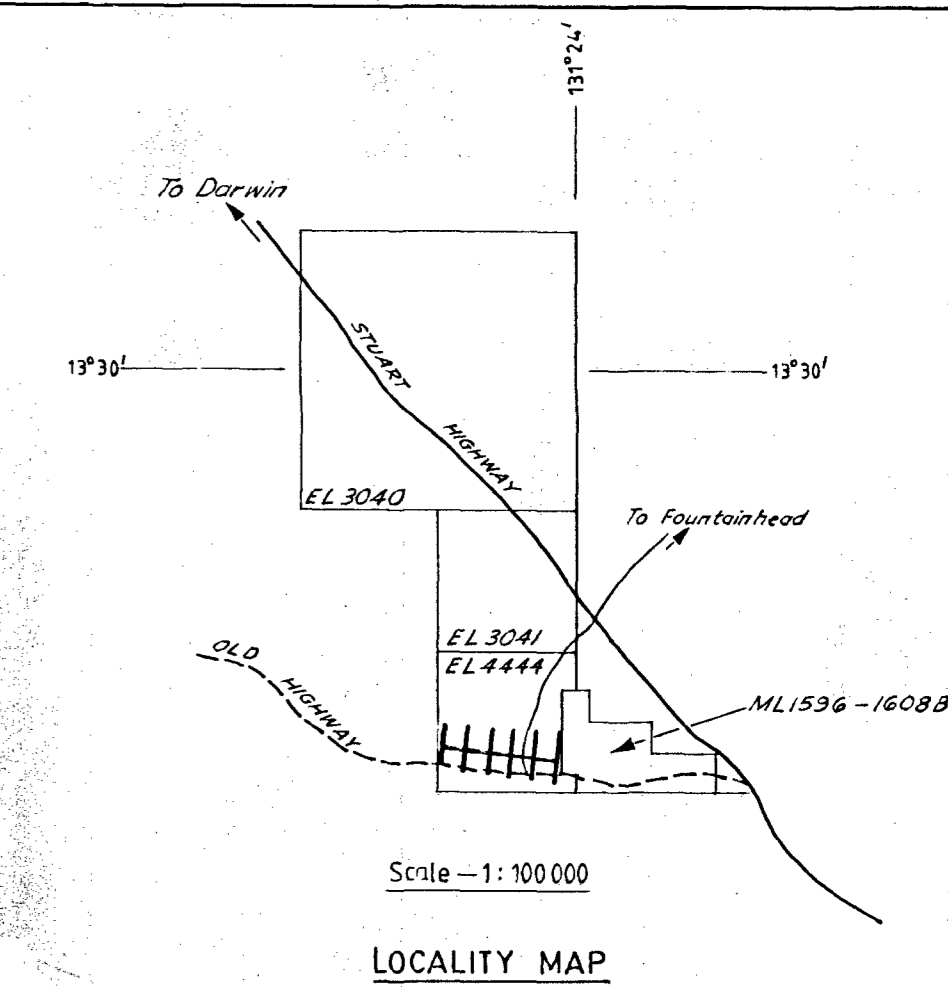 131°24'
To Darwin
STUART
HIGHWAY
13°30'
13°30'
EL 3040
To Fountainhead
EL 3041
EL 4444
OLD
HIGHWAY
ML1596-1608B
Scale - 1: 100 000
LOCALITY MAP